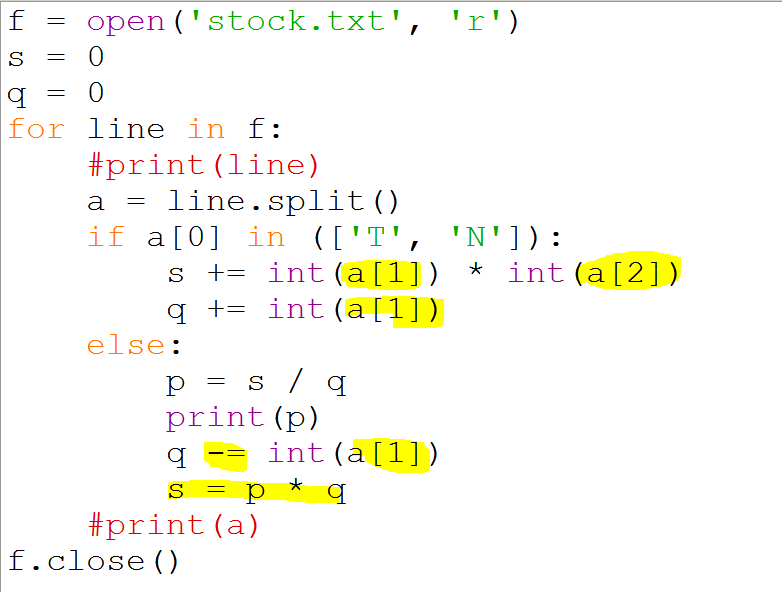 f = open('stock.txt', 'r')
s = 0
q = 0
for line in f:
    #print(line)
    a = line.split()
    if a[0] in (['T', 'N']):
        s += int(a[1]) * int(a[2])
        q += int(a[1])
    else:
        p = s / q
        print(p)
        q -= int(a[1])
        s = p * q
    #print(a)
f.close()